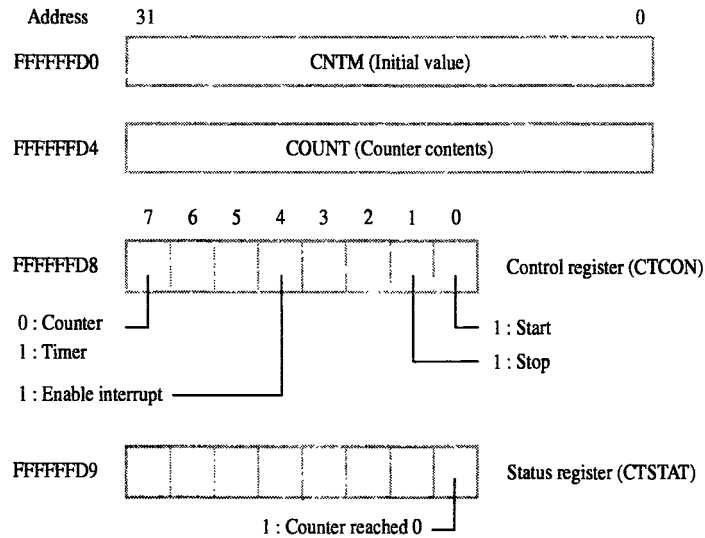 Address 31 0
FFFFFFD0 CNTM (Initial value)
FFFFFFD4 COUNT (Counter contents)
7 6 5 4 3 2 1 0
FFFFFFD8 Control register (CTCON)
0 : Counter 1 : Start
1 : Timer 1 : Stop
1 : Enable interrupt
FFFFFFD9 Status register (CTSTAT)
1 : Counter reached 0